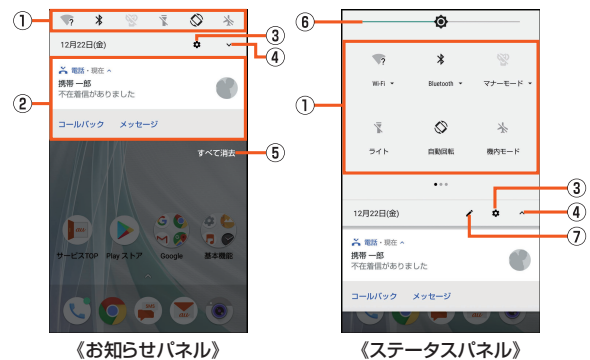 ①
③
12月22日(金)
④
電話・現在
携帯 一郎
不在着信がありました
②
コールバック メッセージ
すべて消去
⑤
サービスTOP Play ストア Google 基本機能
《お知らせパネル》
⑥
①
Wi-Fi Bluetooth マナーモード
ライト 自動回転 機内モード
③
12月22日(金)
④
⑦
電話・現在
携帯 一郎
不在着信がありました
コールバック メッセージ
《ステータスパネル》